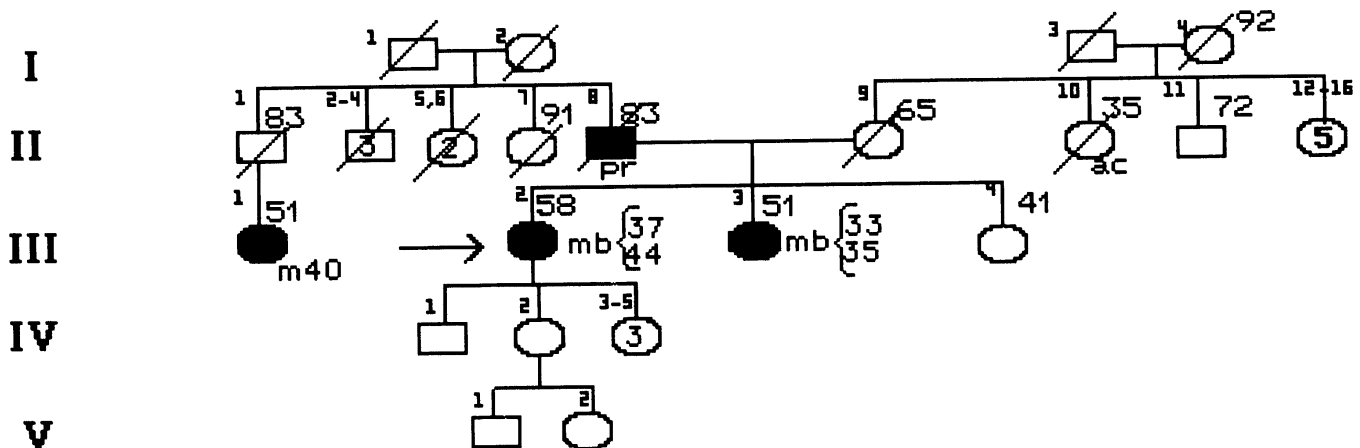 I 1 2 3 4 92
1 2-4 5,6 7 8 9 10 11 12-16
II 83 3 2 91 83 65 35 72 5
pr ac
1 2 3 4
51 58 51 41
III mb { 37 44 mb { 33 35
m40
1 2 3-5
IV 3
1 2
V